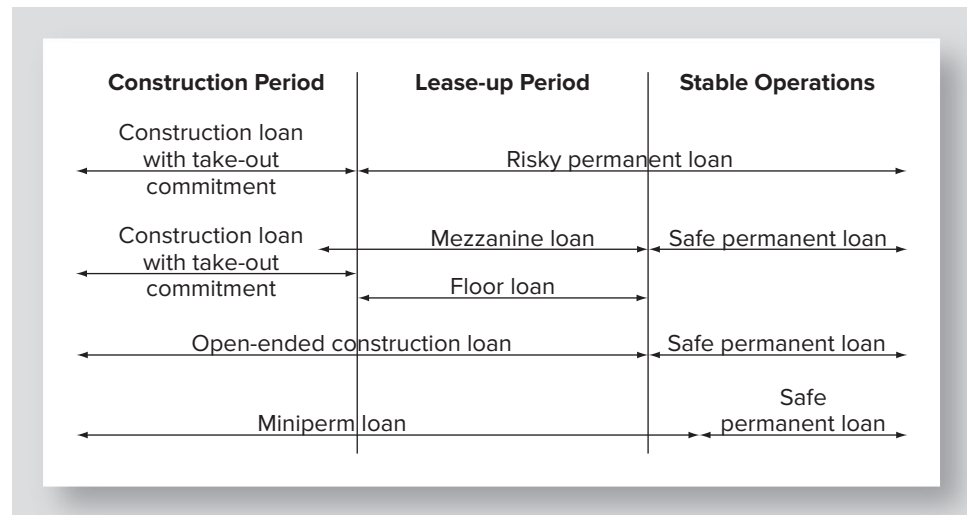 Construction Period
Lease-up Period
Stable Operations
Construction loan
with take-out
commitment
Risky permanent loan
Construction loan
with take-out
commitment
Mezzanine loan
Safe permanent loan
Floor loan
Open-ended construction loan
Safe permanent loan
Miniperm loan
Safe
permanent loan